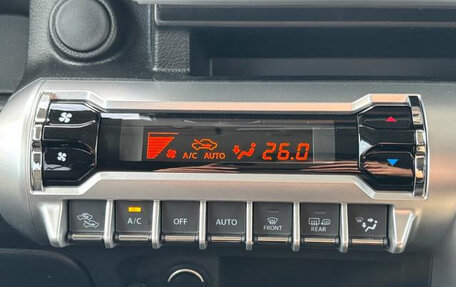 A/C AUTO 26.0
A/C OFF AUTO FRONT REAR